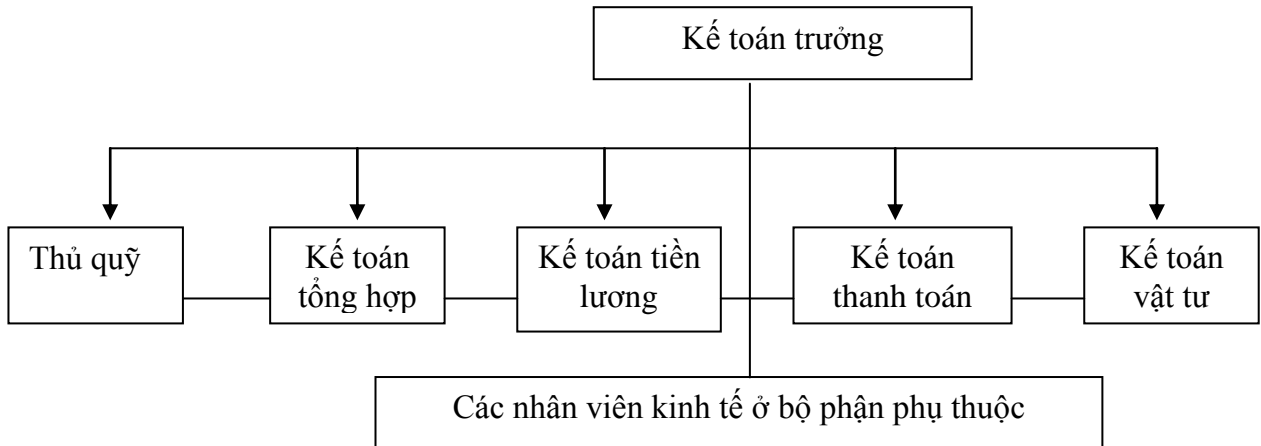 Kế toán trưởng
Thủ quỹ
Kế toán
tổng hợp
Kế toán tiền
lương
Kế toán
thanh toán
Kế toán
vật tư
Các nhân viên kinh tế ở bộ phận phụ thuộc